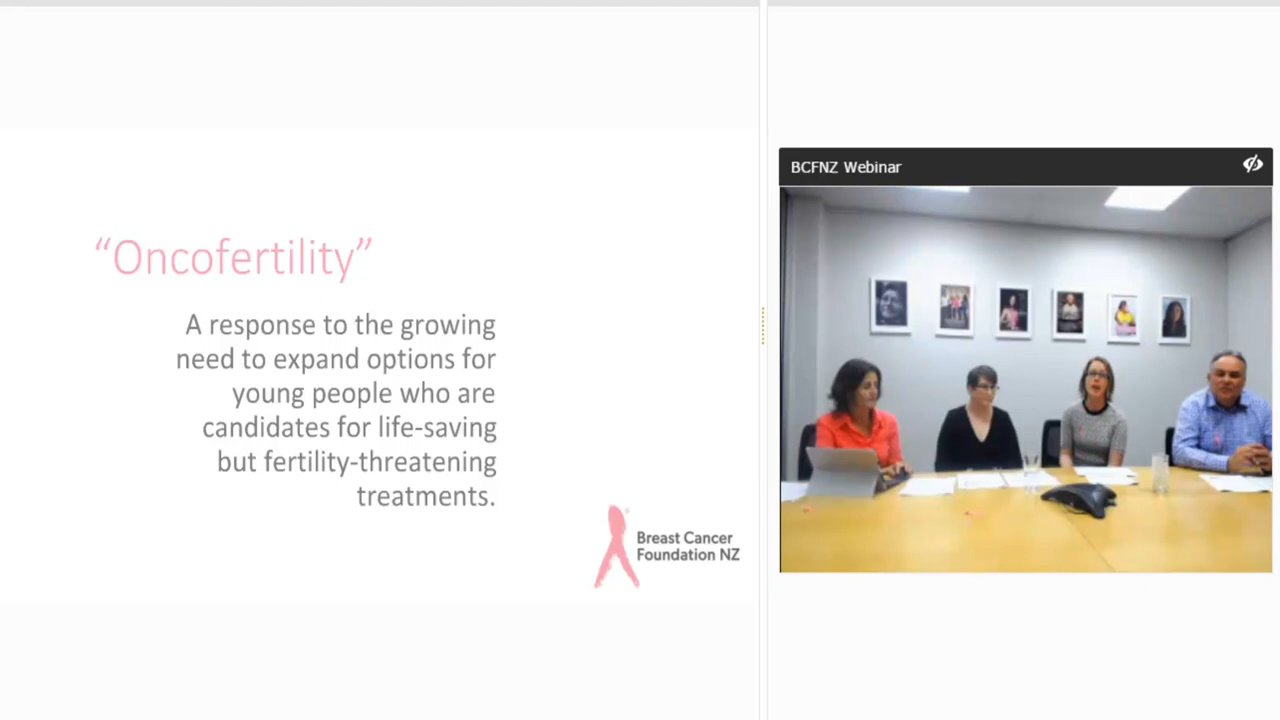 “Oncofertility”
A response to the growing
need to expand options for
young people who are
candidates for life-saving
but fertility-threatening
treatments.
Breast Cancer
Foundation NZ
BCFNZ Webinar